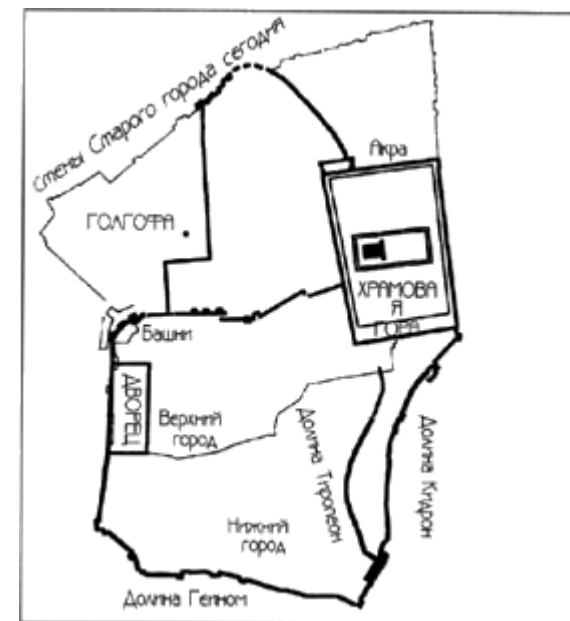 стены Старого города сегодня
Акра
ГОЛГОФА
ХРАМОВА
Я
ГОРА
Башни
ДВОРЕЦ
Верхний
город
Долина Тиропеон
Долина Кидрон
Нижний
город
Долина Генном